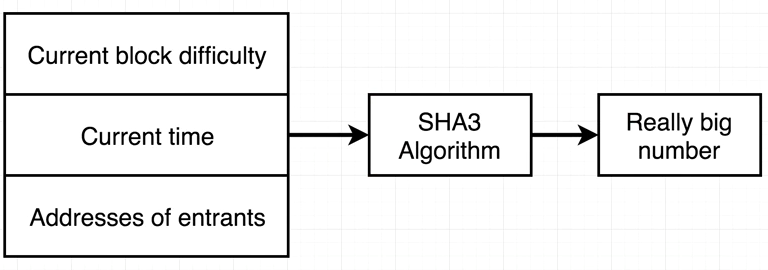 Current block difficulty
Current time
Addresses of entrants
SHA3
Algorithm
Really big
number